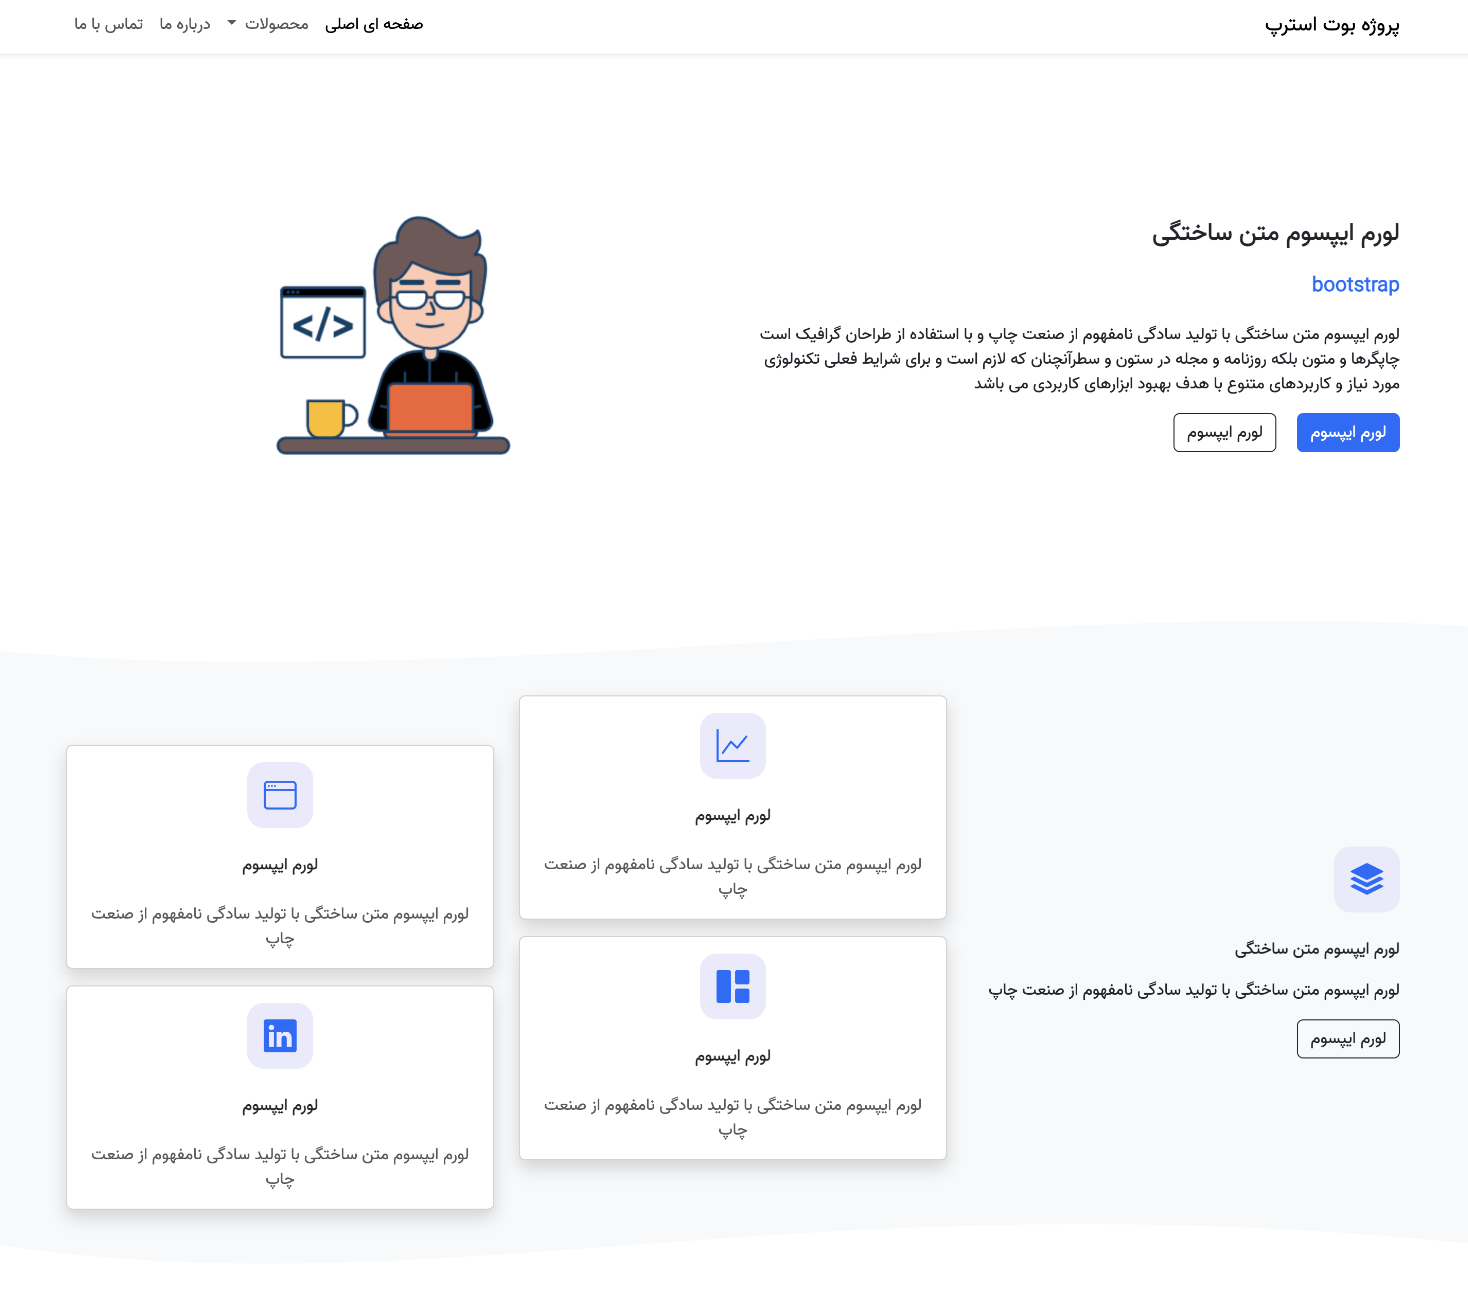 پروژه بوت استرپ
صفحه ای اصلی
محصولات
درباره ما
تماس با ما
لورم ایپسوم متن ساختگی
bootstrap
لورم ایپسوم متن ساختگی با تولید سادگی نامفهوم از صنعت چاپ و با استفاده از طراحان گرافیک است
چاپگرها و متون بلکه روزنامه و مجله در ستون و سطرآنچنان که لازم است و برای شرایط فعلی تکنولوژی
مورد نیاز و کاربردهای متنوع با هدف بهبود ابزارهای کاربردی می باشد
لورم ایپسوم
لورم ایپسوم
</>
لورم ایپسوم متن ساختگی
لورم ایپسوم متن ساختگی با تولید سادگی نامفهوم از صنعت چاپ
لورم ایپسوم
لورم ایپسوم
لورم ایپسوم متن ساختگی با تولید سادگی نامفهوم از صنعت
چاپ
لورم ایپسوم
لورم ایپسوم متن ساختگی با تولید سادگی نامفهوم از صنعت
چاپ
لورم ایپسوم
لورم ایپسوم متن ساختگی با تولید سادگی نامفهوم از صنعت
چاپ
in
لورم ایپسوم
لورم ایپسوم متن ساختگی با تولید سادگی نامفهوم از صنعت
چاپ